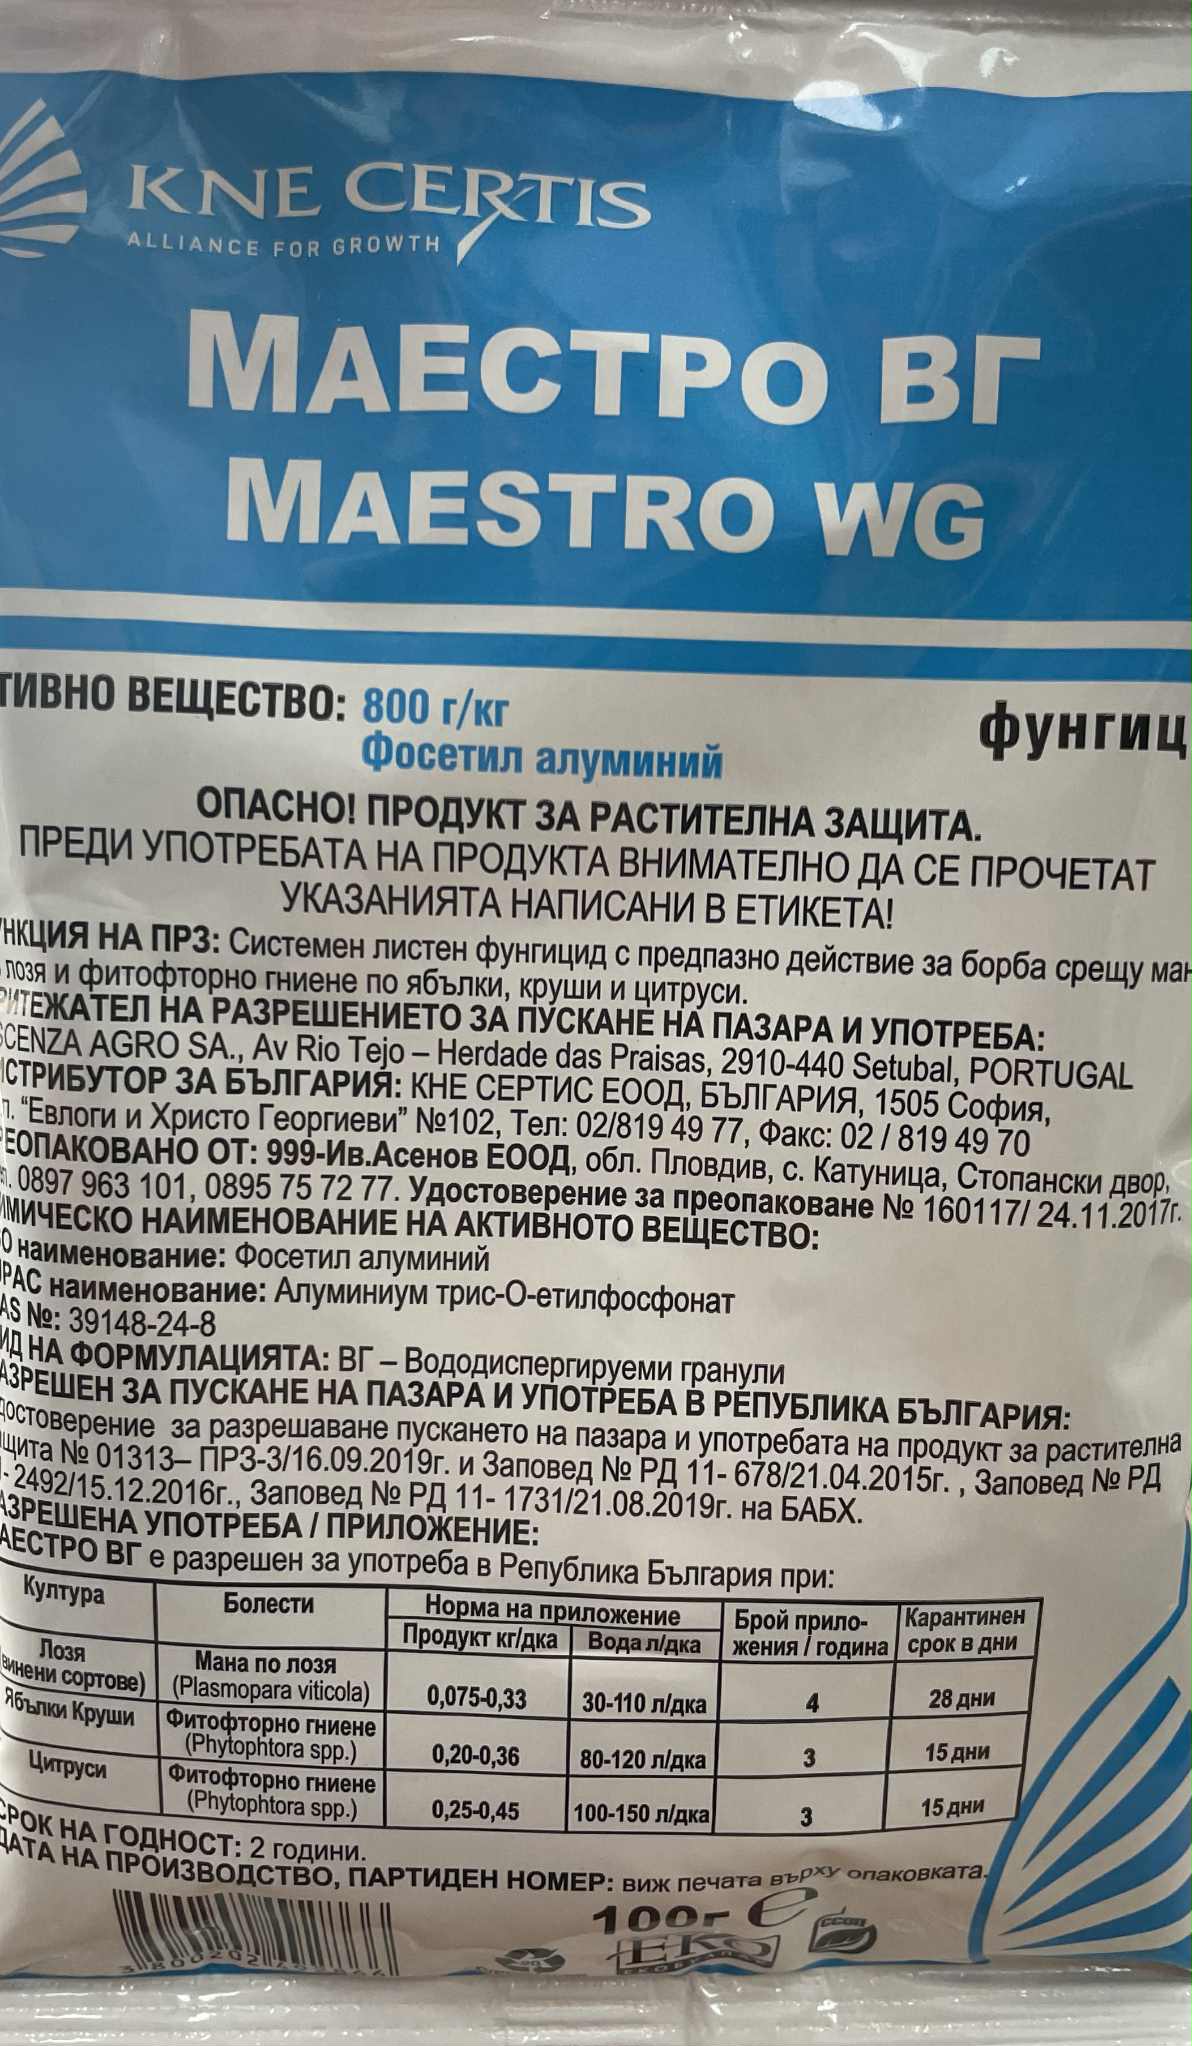 KNE CERTIS
ALLIANCE FOR GROWTH
МАЕСТРО ВГ
MAESTRO WG
ТИВНО ВЕЩЕСТВО: 800 г/кг
Фосетил алуминий
фунгиц
ОПАСНО! ПРОДУКТ ЗА РАСТИТЕЛНА ЗАЩИТА.
ПРЕДИ УПОТРЕБАТА НА ПРОДУКТА ВНИМАТЕЛНО ДА СЕ ПРОЧЕТАТ
УКАЗАНИЯТА НАПИСАНИ В ЕТИКЕТА!
НКЦИЯ НА ПРЗ: Системен листен фунгицид с предпазно действие за борба срещу ман
лозя и фитофторно гниене по ябълки, круши и цитруси.
РИТЕЖАТЕЛ НА РАЗРЕШЕНИЕТО ЗА ПУСКАНЕ НА ПАЗАРА И УПОТРЕБА:
SCENZA AGRO SA., Av Rio Tejo – Herdade das Praisas, 2910-440 Setubal, PORTUGAL
ИСТРИБУТОР ЗА БЪЛГАРИЯ: КНЕ СЕРТИС ЕООД, БЪЛГАРИЯ, 1505 София,
л. “Евлоги и Христо Георгиеви” №102, Тел: 02/819 49 77, Факс: 02 / 819 49 70
РЕОПАКОВАНО ОТ: 999-Ив.Асенов ЕООД, обл. Пловдив, с. Катуница, Стопански двор,
ел. 0897 963 101, 0895 75 72 77. Удостоверение за преопаковане № 160117/ 24.11.2017г.
ИМИЧЕСКО НАИМЕНОВАНИЕ НА АКТИВНОТО ВЕЩЕСТВО:
SO наименование: Фосетил алуминий
PAC наименование: Алуминиум трис-О-етилфосфонат
AS №: 39148-24-8
ИД НА ФОРМУЛАЦИЯТА: ВГ – Вододиспергируеми гранули
АЗРЕШЕН ЗА ПУСКАНЕ НА ПАЗАРА И УПОТРЕБА В РЕПУБЛИКА БЪЛГАРИЯ:
достоверение за разрешаване пускането на пазара и употребата на продукт за растителна
щита № 01313– ПРЗ-3/16.09.2019г. и Заповед № РД 11- 678/21.04.2015г. , Заповед № РД
- 2492/15.12.2016г., Заповед № РД 11- 1731/21.08.2019г. на БАБХ.
АЗРЕШЕНА УПОТРЕБА / ПРИЛОЖЕНИЕ:
АЕСТРО ВГ е разрешен за употреба в Република България при:
Култура Болести Норма на приложение Брой прило- Карантинен
Продукт кг/дка Вода л/дка жения / година срок в дни
Лозя Мана по лозя
винени сортове) (Plasmopara viticola) 0,075-0,33 30-110 л/дка 4 28 дни
Ябълки Круши Фитофторно гниене
(Phytophtora spp.) 0,20-0,36 80-120 л/дка 3 15 дни
Цитруси Фитофторно гниене
(Phytophtora spp.) 0,25-0,45 100-150 л/дка 3 15 дни
СРОК НА ГОДНОСТ: 2 години.
ДАТА НА ПРОИЗВОДСТВО, ПАРТИДЕН НОМЕР: виж печата върху опаковката.
100г e
ЕКО